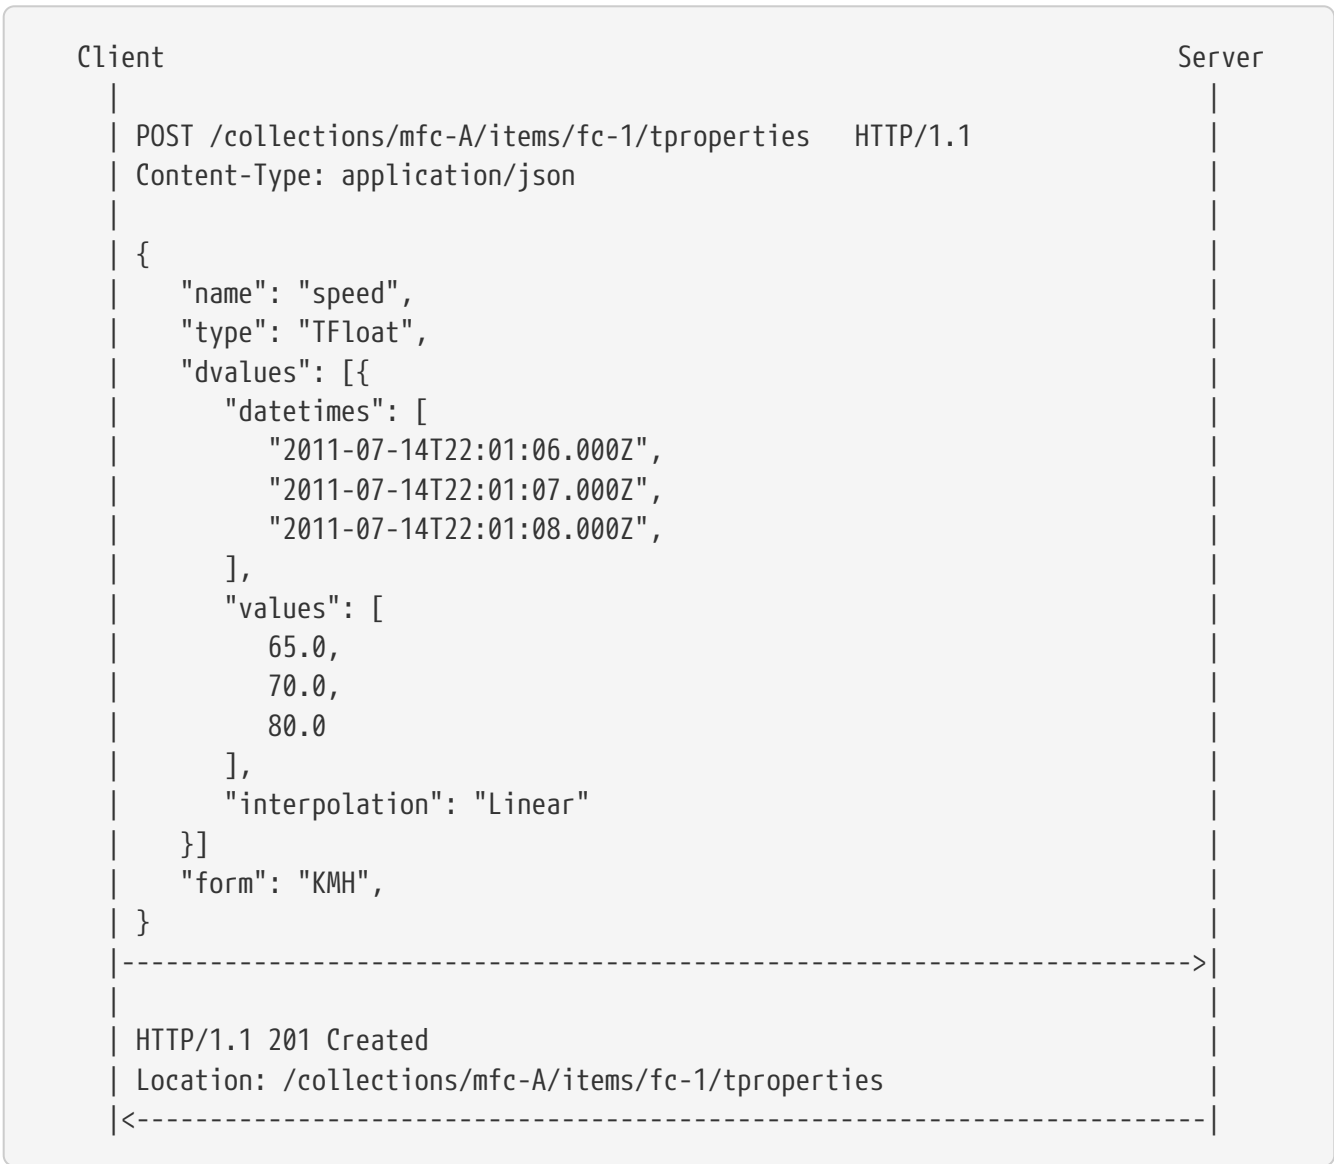 Client Server
| |
| POST /collections/mfc-A/items/fc-1/tproperties   HTTP/1.1 |
| Content-Type: application/json |
| |
| { |
|    "name": "speed", |
|    "type": "TFloat", |
|    "dvalues": [{ |
|       "datetimes": [ |
|          "2011-07-14T22:01:06.000Z", |
|          "2011-07-14T22:01:07.000Z", |
|          "2011-07-14T22:01:08.000Z", |
|       ], |
|       "values": [ |
|          65.0, |
|          70.0, |
|          80.0 |
|       ], |
|       "interpolation": "Linear" |
|    }] |
|    "form": "KMH", |
| } |
|------------------------------------------------------------------------->|
| |
| HTTP/1.1 201 Created |
| Location: /collections/mfc-A/items/fc-1/tproperties |
|<-------------------------------------------------------------------------|